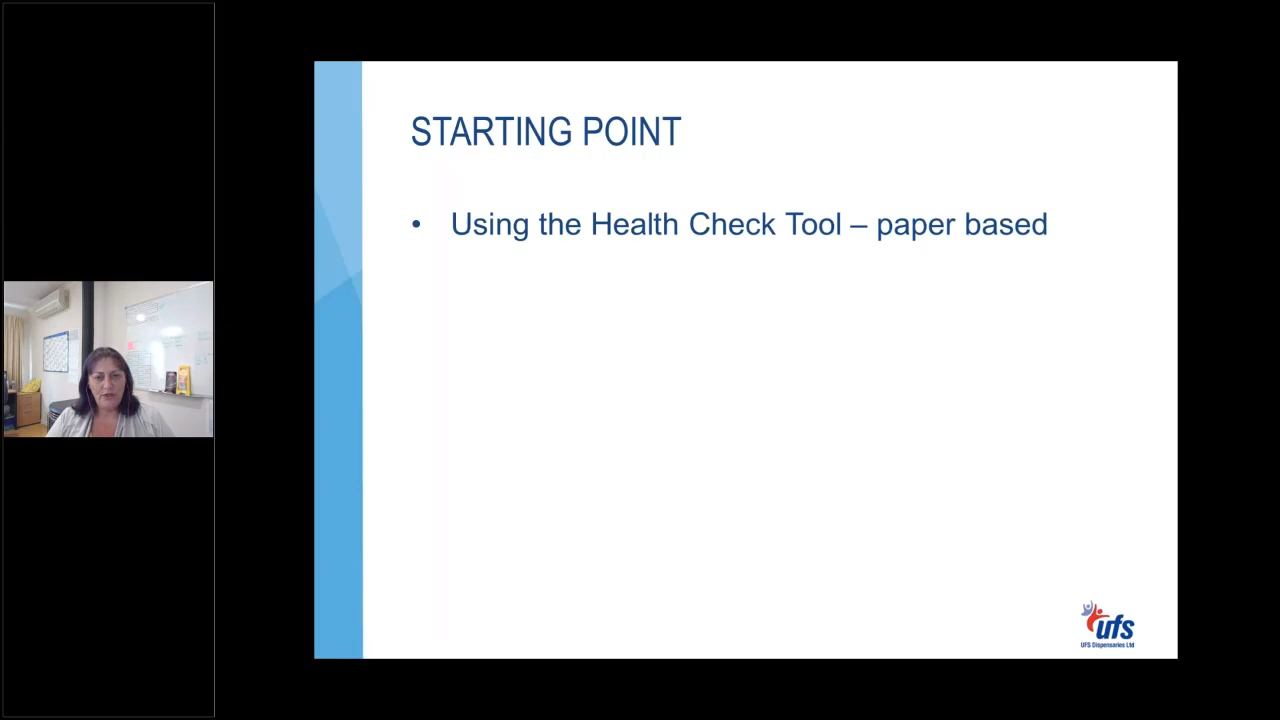 STARTING POINT
• Using the Health Check Tool – paper based
ufs
UFS Dispensaries Ltd